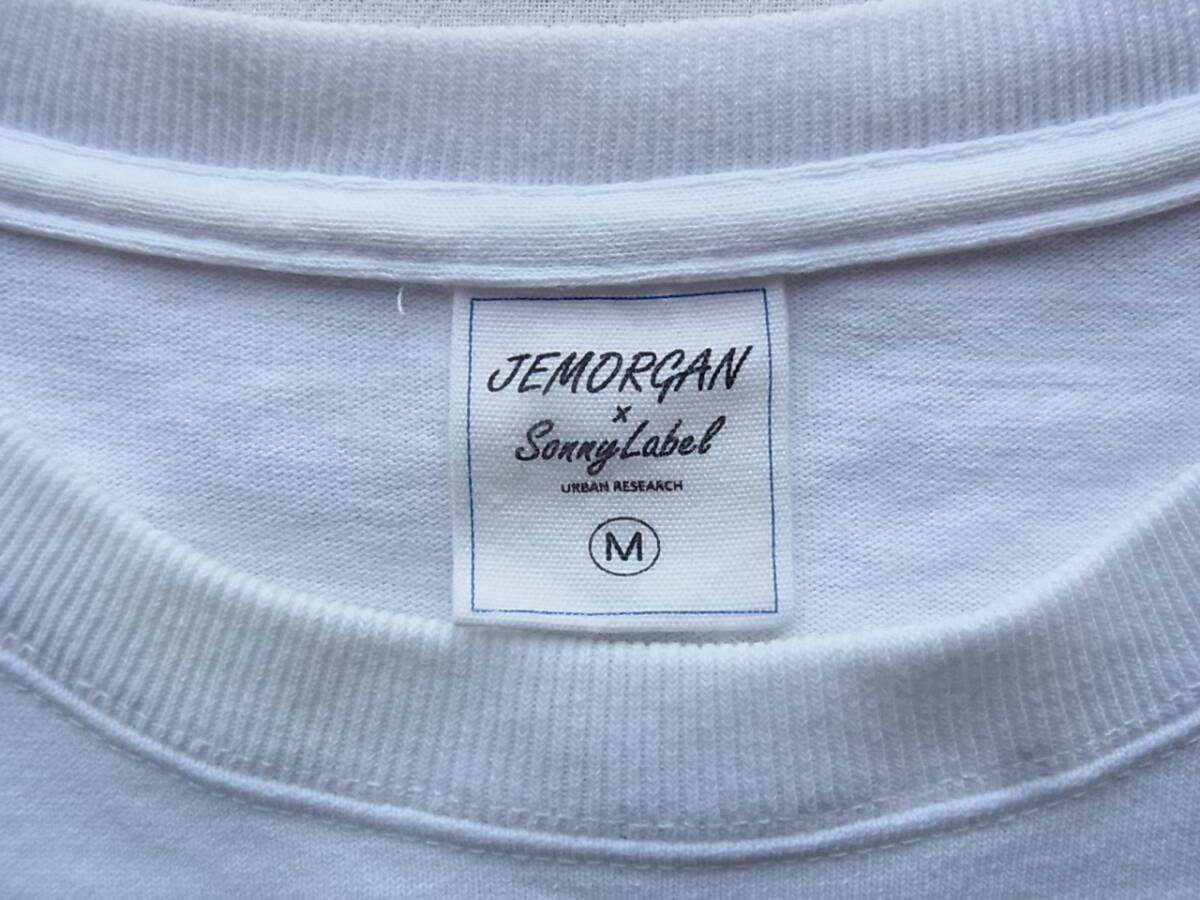 JEMORGAN
x
SonnyLabel
URBAN RESEARCH
M